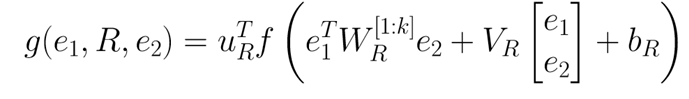 g(e_1, R, e_2) = u_R^T f \left( e_1^T W_R^{[1:k]} e_2 + V_R \begin{bmatrix} e_1 \\ e_2 \end{bmatrix} + b_R \right)